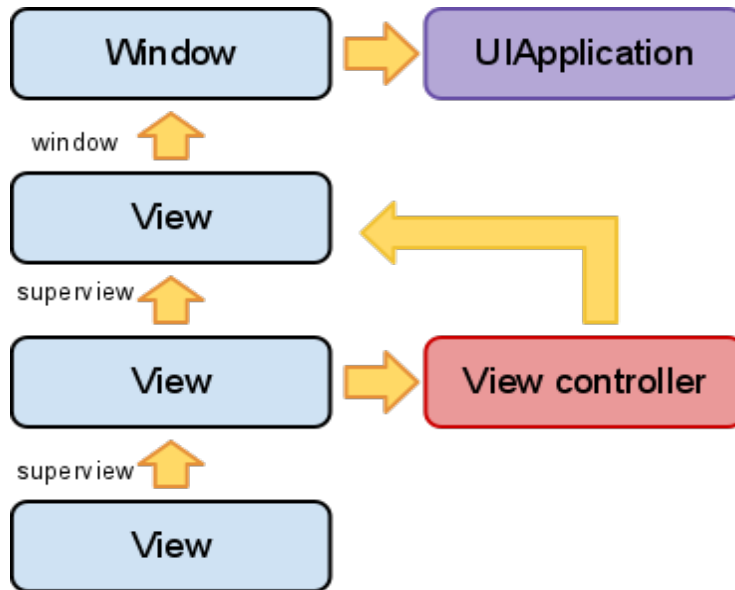 Window
UIApplication
window
View
superview
View
View controller
superview
View